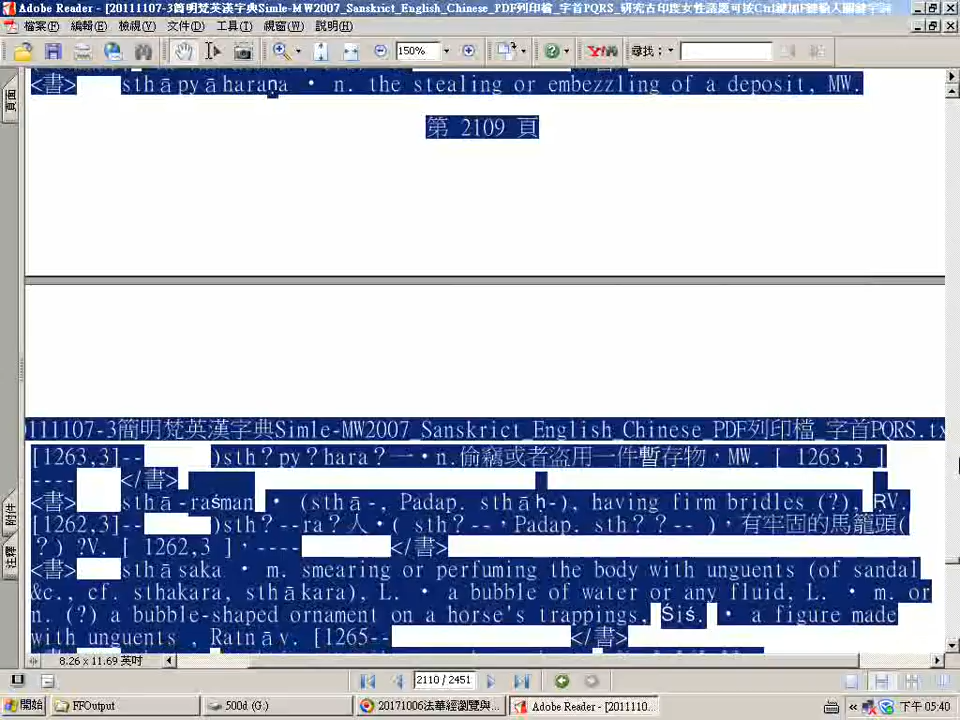 Adobe Reader - [20111107-3簡明梵英漢字典Simle-MW2007_Sanskrict_English_Chinese_PDF列印檔_字首PQRS_研究古印度女性話題可按Ctrl鍵加F鍵輸入關鍵字詞
檔案(F) 編輯(E) 檢視(V) 文件(D) 工具(T) 視窗(W) 說明(H)
150% 尋找：
頁面
<書> sthāpyāharaṇa ‧ n. the stealing or embezzling of a deposit, MW.
第 2109 頁
111107-3簡明梵英漢字典Simle-MW2007_Sanskrict_English_Chinese_PDF列印檔_字首PQRS.tx
[1263,3]-- )sth？py？hara？一‧n.偷竊或者盜用一件暫存物，MW. [ 1263,3 ]
---- </書>
<書> sthā-raśman ‧ (sthā-, Padap. sthāḥ-), having firm bridles (?), RV.
[1262,3]-- )sth？--ra？人‧( sth？--，Padap. sth？？-- )，有牢固的馬籠頭(
？) ?V. [ 1262,3 ]，---- </書>
<書> sthāsaka ‧ m. smearing or perfuming the body with unguents (of sandal
&c., cf. sthakara, sthākara), L. ‧ a bubble of water or any fluid, L. ‧ m. or
n. (?) a bubble-shaped ornament on a horse's trappings, Śiś. ‧ a figure made
with unguents , Ratnāv. [1265-- </書>
附件
註釋
8.26 x 11.69 英吋
2110 / 2451
開始 FFOutput 500d (G:) 20171006法華經瀏覽與... Adobe Reader - [2011110... « 下午 05:40